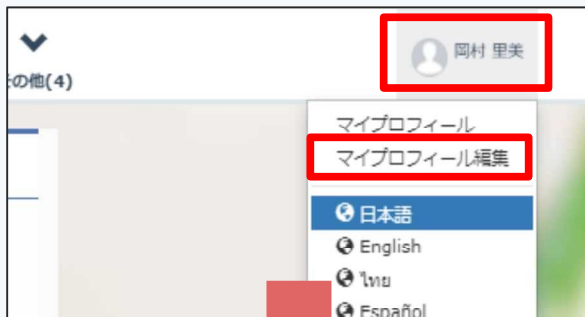 その他(4)
岡村 里美
マイプロフィール
マイプロフィール編集
日本語
English
ไทย
Español